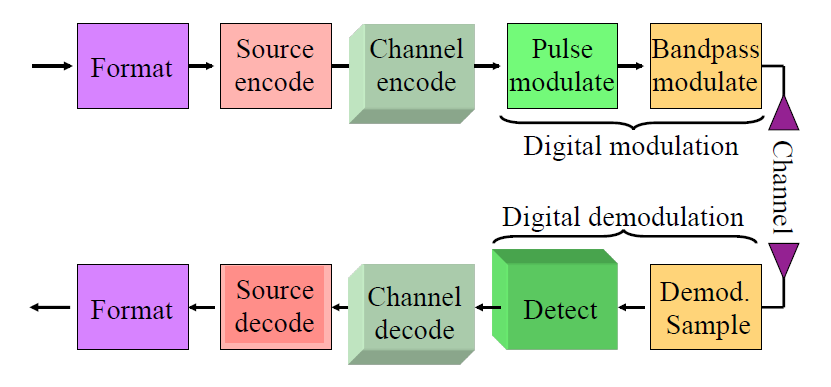 Format
Source
encode
Channel
encode
Pulse
modulate
Bandpass
modulate
Digital modulation
Channel
Digital demodulation
Format
Source
decode
Channel
decode
Detect
Demod.
Sample